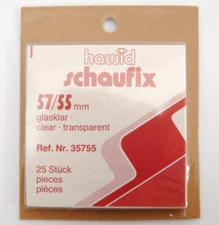 hawid
schaufix
57/55 mm
glasklar ·
clear · transparent
Ref. Nr. 35755
25 Stück
pieces
pièces